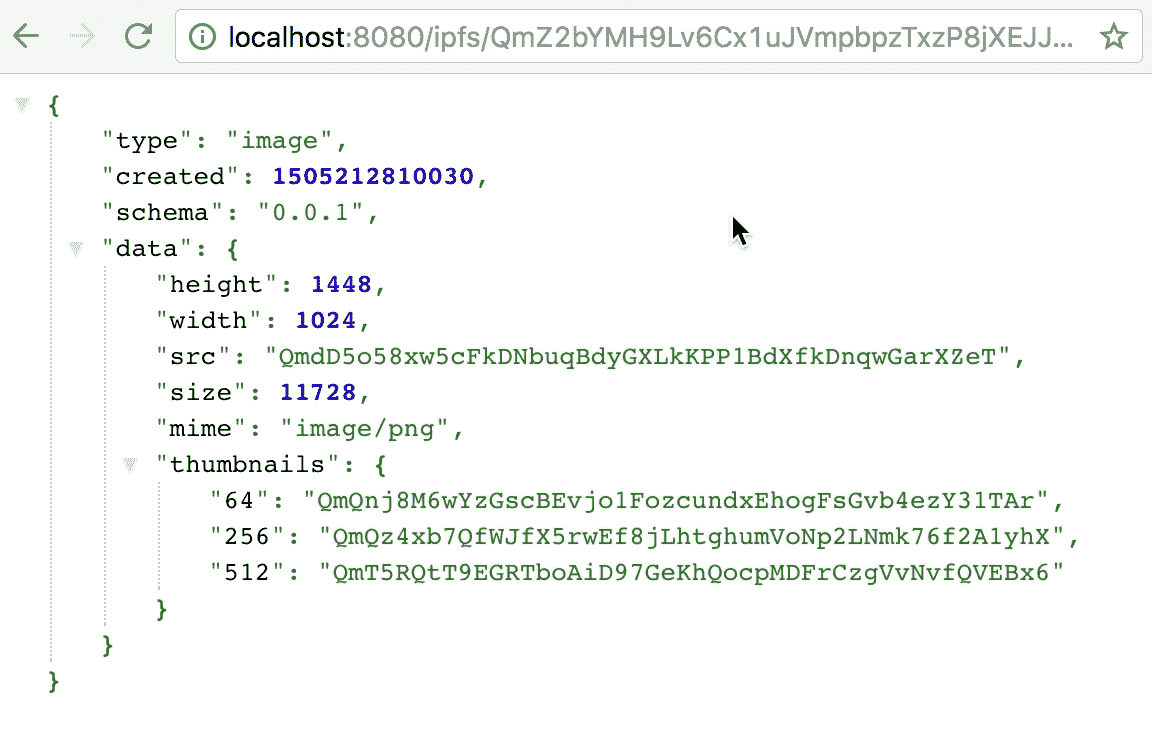 localhost:8080/ipfs/QmZ2bYMH9Lv6Cx1uJVmpbpzTxzP8jXEJJ...
{
"type": "image",
"created": 1505212810030,
"schema": "0.0.1",
"data": {
"height": 1448,
"width": 1024,
"src": "QmdD5o58xw5cFkDNbuqBdyGXLkKPP1BdXfkDnqwGarXZeT",
"size": 11728,
"mime": "image/png",
"thumbnails": {
"64": "QmQnj8M6wYzGscBEvjo1FozcundxEhogFsGvb4ezY31TAr",
"256": "QmQz4xb7QfWJfX5rwEf8jLhtghumVoNp2LNmk76f2A1yhX",
"512": "QmT5RQtT9EGRTboAiD97GeKhQocpMDFrCzgVvNvfQVEBx6"
}
}
}